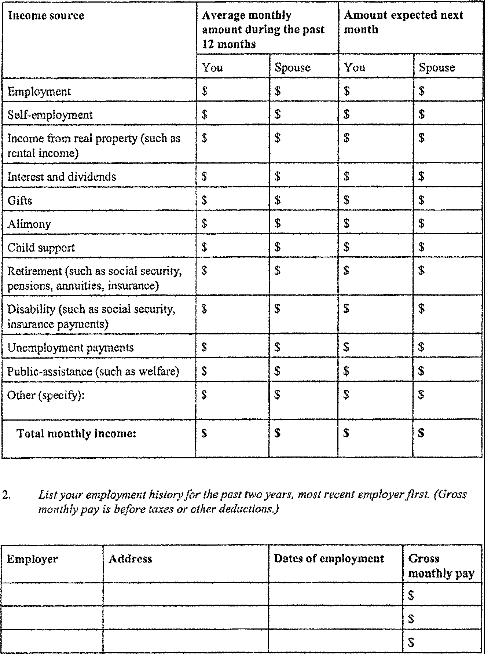 Income source Average monthly Amount expected next
amount during the past month
12 months
You Spouse You Spouse
Employment $ $ $ $
Self-employment $ $ $ $
Income from real property (such as $ $ $ $
rental income)
Interest and dividends $ $ $ $
Gifts $ $ $ $
Alimony $ $ $ $
Child support $ $ $ $
Retirement (such as social security, $ $ $ $
pensions, annuities, insurance)
Disability (such as social security, $ $ $ $
insurance payments)
Unemployment payments $ $ $ $
Public-assistance (such as welfare) $ $ $ $
Other (specify): $ $ $ $
Total monthly income: $ $ $ $
2. List your employment history for the past two years, most recent employer first. (Gross
monthly pay is before taxes or other deductions.)
Employer Address Dates of employment Gross
monthly pay
$
$
$